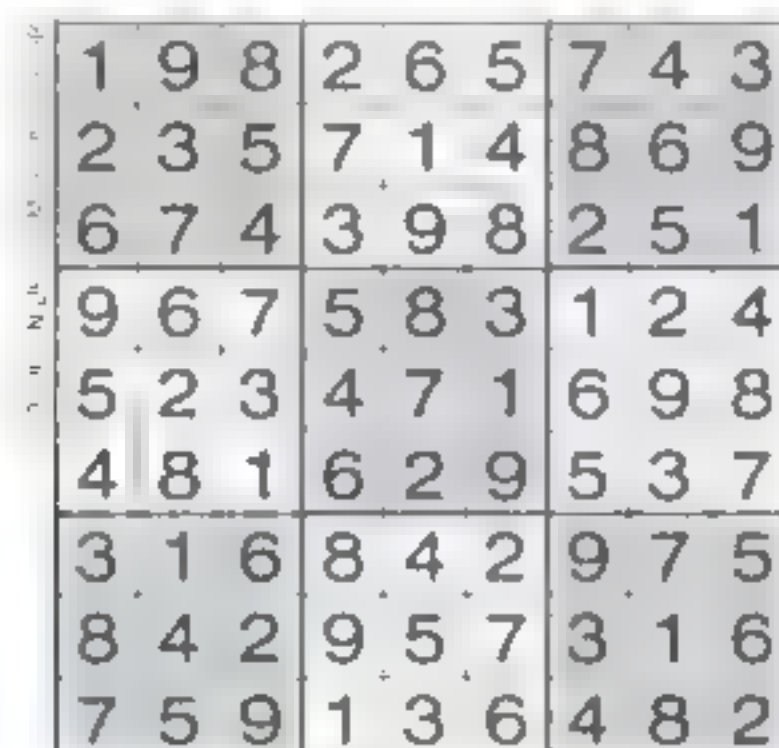 1 9 8 2 6 5 7 4 3
2 3 5 7 1 4 8 6 9
6 7 4 3 9 8 2 5 1
9 6 7 5 8 3 1 2 4
5 2 3 4 7 1 6 9 8
4 8 1 6 2 9 5 3 7
3 1 6 8 4 2 9 7 5
8 4 2 9 5 7 3 1 6
7 5 9 1 3 6 4 8 2